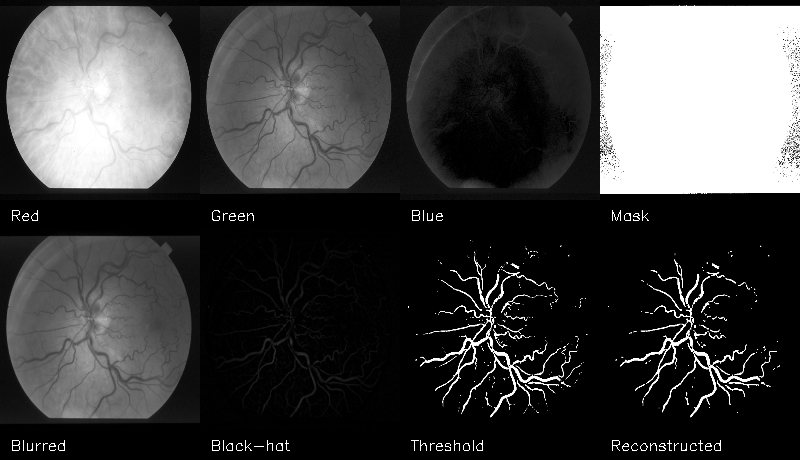 Red
Green
Blue
Mask
Blurred
Black-hat
Threshold
Reconstructed